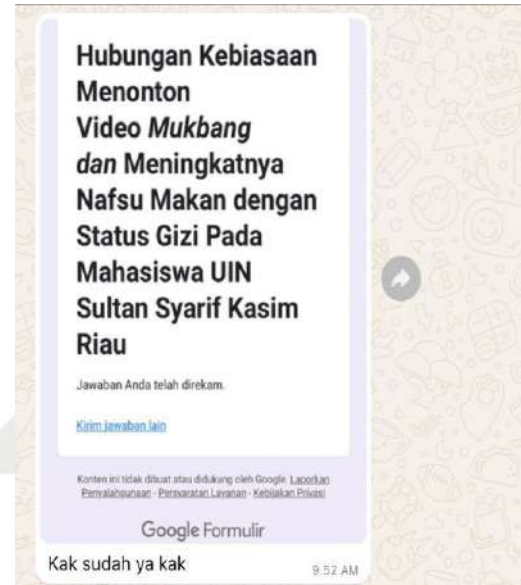 Hubungan Kebiasaan
Menonton
Video Mukbang
dan Meningkatnya
Nafsu Makan dengan
Status Gizi Pada
Mahasiswa UIN
Sultan Syarif Kasim
Riau
Jawaban Anda telah direkam.
Kirim jawaban lain
Konten ini tidak dibuat atau didukung oleh Google. Laporkan
Penyalahgunaan - Persyaratan Layanan - Kebijakan Privasi
Google Formulir
Kak sudah ya kak
9.52 AM